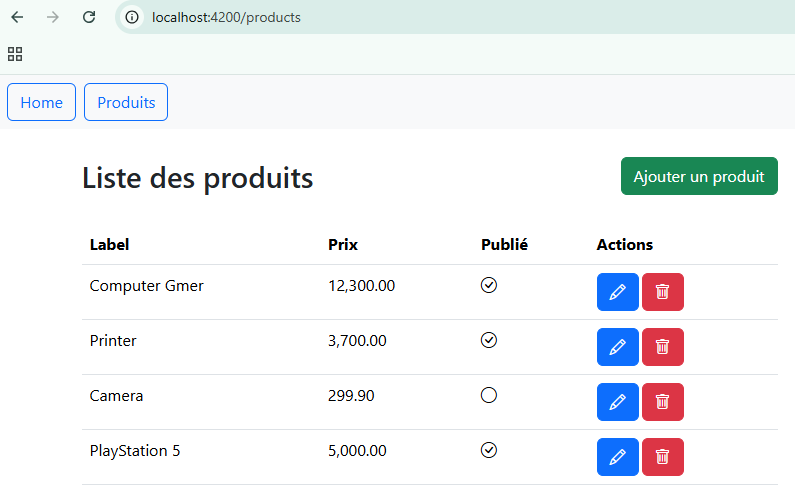 localhost:4200/products
Home Produits
Liste des produits Ajouter un produit
Label Prix Publié Actions
Computer Gmer 12,300.00
Printer 3,700.00
Camera 299.90
PlayStation 5 5,000.00